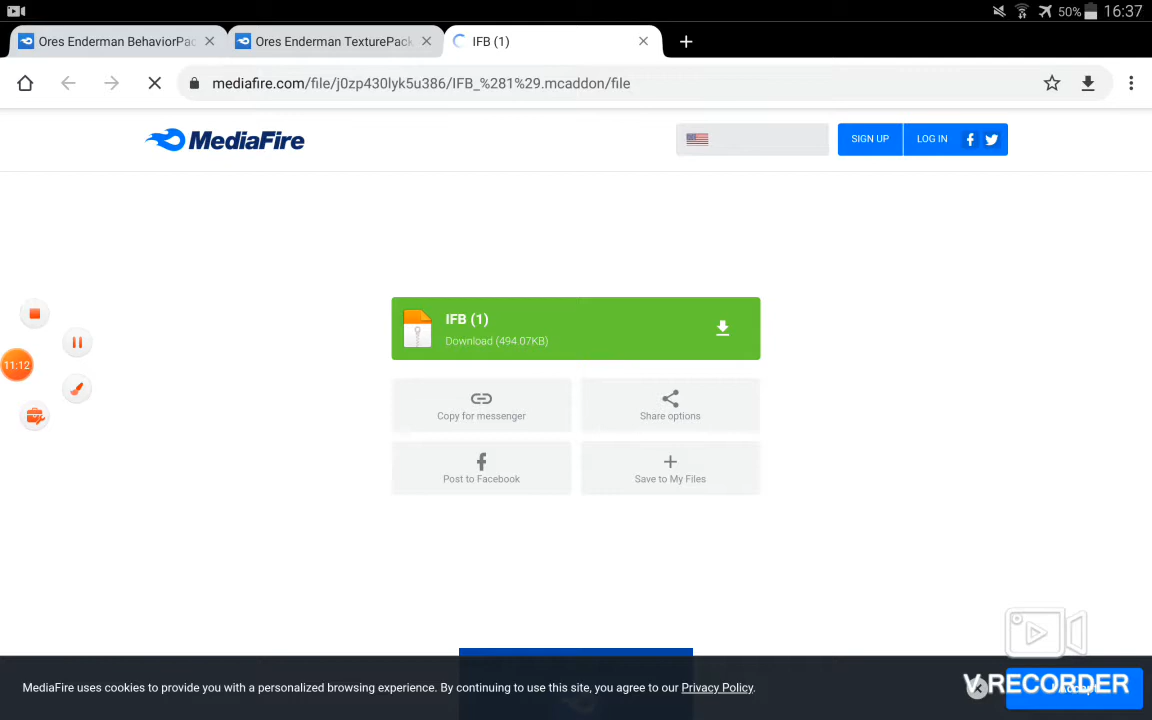 50% 16:37
Ores Enderman BehaviorPac
Ores Enderman TexturePack
IFB (1)
mediafire.com/file/j0zp430lyk5u386/IFB_%281%29.mcaddon/file
MediaFire
SIGN UP
LOG IN
IFB (1)
Download (494.07KB)
11:12
Copy for messenger
Share options
Post to Facebook
Save to My Files
MediaFire uses cookies to provide you with a personalized browsing experience. By continuing to use this site, you agree to our Privacy Policy.
V RECORDER